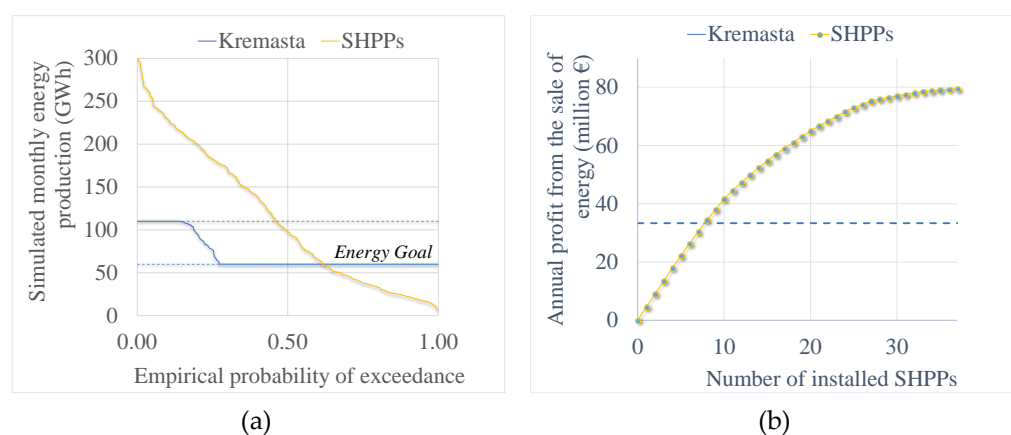 Kremasta SHPPs
Simulated monthly energy
production (GWh)
300
250
200
150
100
50
0
Energy Goal
0.00 0.50 1.00
Empirical probability of exceedance
(a)
Kremasta SHPPs
Annual profit from the sale of
energy (million €)
80
60
40
20
0
0 10 20 30
Number of installed SHPPs
(b)